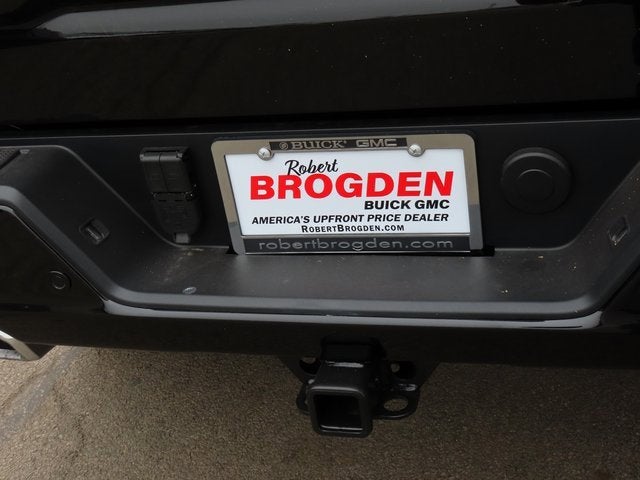 BUICK GMC
Robert
BROGDEN
BUICK GMC
AMERICA'S UPFRONT PRICE DEALER
ROBERTBROGDEN.COM
robertbrogden.com